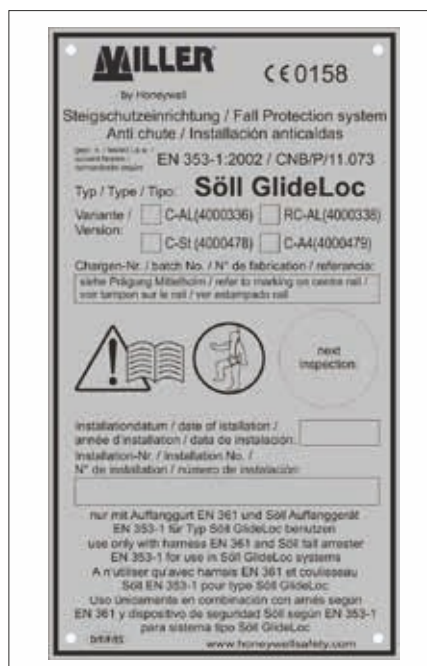 MILLER
by Honeywell
CE0158
Steigschutzeinrichtung / Fall Protection system
Anti chute / Installación anticaídas
EN 353-1:2002 / CNB/P/11.073
Typ / Type / Tipo: Söll GlideLoc
Variante / Version:
C-AL(4000336) RC-AL(4000338)
C-St (4000478) C-A4(4000479)
Chargen-Nr. / batch No. / N° de fabrication / referencia:
siehe Prägung Mittelholm / refer to marking on centre rail /
voir tampon sur le rail / ver estampado rail
next
inspection
Installationdatum / date of istallation /
année d'installation / data de instalación:
Installation-Nr. / Installation No. /
N° de installation / número de instalación:
nur mit Auffanggurt EN 361 und Söll Auffanggerät
EN 353-1 für Typ Söll GlideLoc benutzen
use only with harness EN 361 and Söll fall arrester
EN 353-1 for use in Söll GlideLoc systems
A n'utiliser qu'avec harnais EN 361 et coulisseau
Söll EN 353-1 pour type Söll GlideLoc
Uso únicamente en combinación con arnés según
EN 361 y dispositivo de seguridad Söll según EN 353-1
para sistema tipo Söll GlideLoc
www.honeywellsafety.com